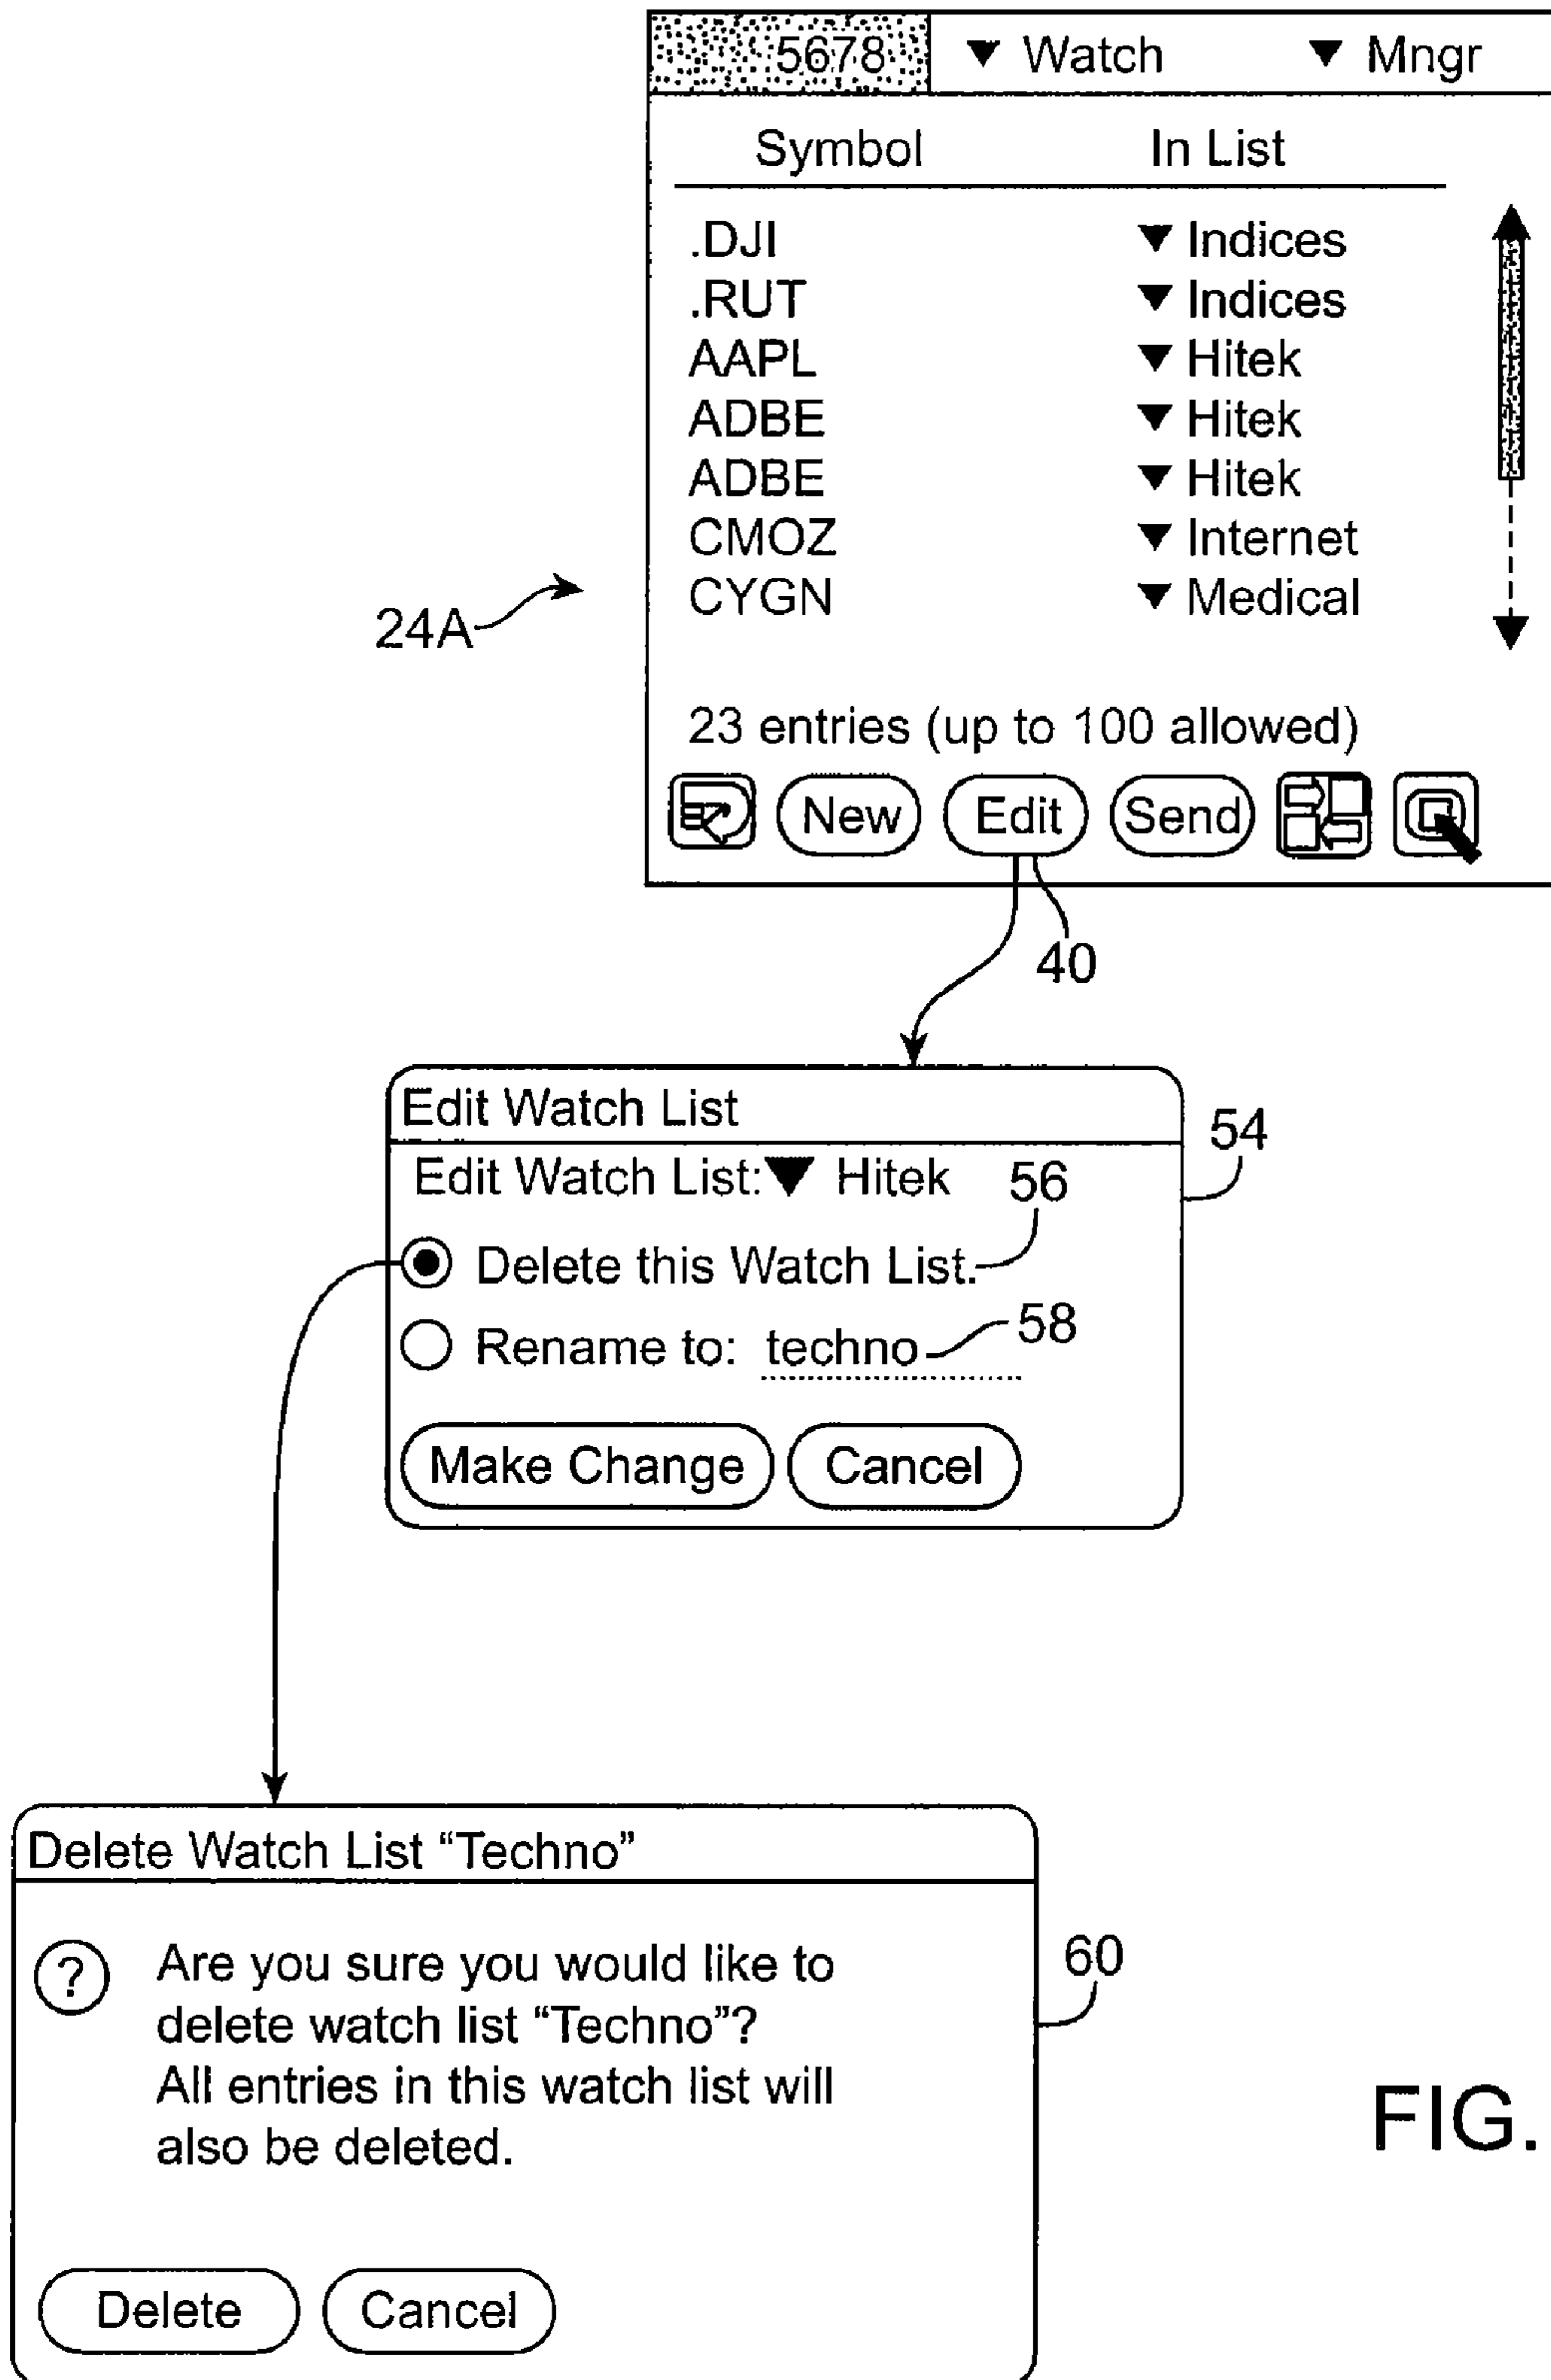 5678 ▼ Watch ▼ Mngr
Symbol In List
.DJI ▼ Indices
.RUT ▼ Indices
AAPL ▼ Hitek
ADBE ▼ Hitek
ADBE ▼ Hitek
CMOZ ▼ Internet
CYGN ▼ Medical
24A
23 entries (up to 100 allowed)
New Edit Send
40
Edit Watch List
54
Edit Watch List: ▼ Hitek
56
Delete this Watch List.
58
Rename to: techno
Make Change Cancel
Delete Watch List “Techno”
60
? Are you sure you would like to
delete watch list “Techno”?
All entries in this watch list will
also be deleted.
FIG.
Delete Cancel